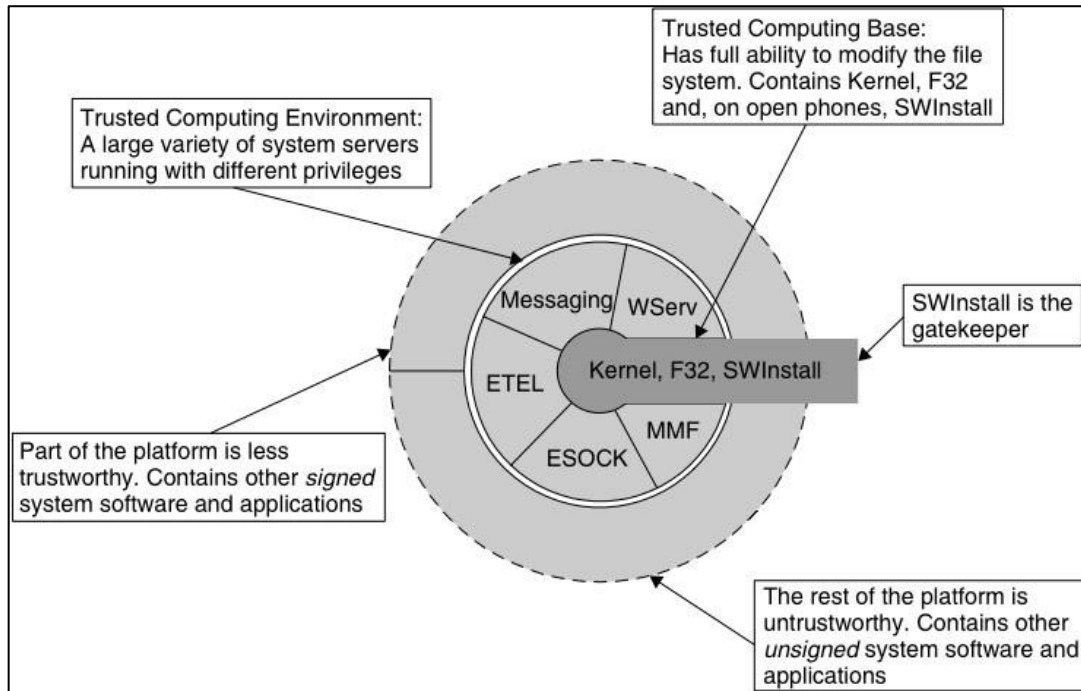 Trusted Computing Base:
Has full ability to modify the file
system. Contains Kernel, F32
and, on open phones, SWInstall
Trusted Computing Environment:
A large variety of system servers
running with different privileges
SWInstall is the
gatekeeper
Messaging
WServ
Kernel, F32, SWInstall
ETEL
MMF
ESOCK
Part of the platform is less
trustworthy. Contains other signed
system software and applications
The rest of the platform is
untrustworthy. Contains other
unsigned system software and
applications